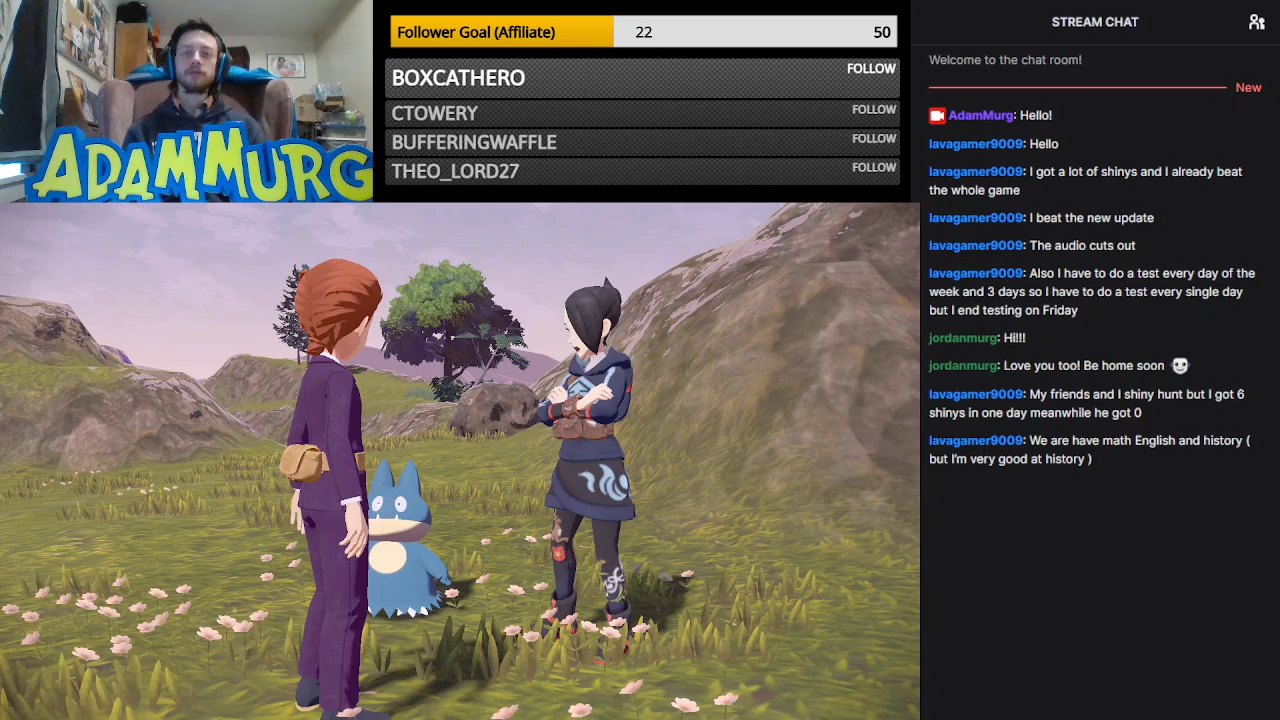 ADAMMURG
Follower Goal (Affiliate) 22 50
BOXCATHERO FOLLOW
CTOWERY FOLLOW
BUFFERINGWAFFLE FOLLOW
THEO_LORD27 FOLLOW
STREAM CHAT
Welcome to the chat room!
New
AdamMurg: Hello!
lavagamer9009: Hello
lavagamer9009: I got a lot of shinys and I already beat
the whole game
lavagamer9009: I beat the new update
lavagamer9009: The audio cuts out
lavagamer9009: Also I have to do a test every day of the
week and 3 days so I have to do a test every single day
but I end testing on Friday
jordanmurg: Hi!!!
jordanmurg: Love you too! Be home soon
lavagamer9009: My friends and I shiny hunt but I got 6
shinys in one day meanwhile he got 0
lavagamer9009: We are have math English and history (
but I'm very good at history )